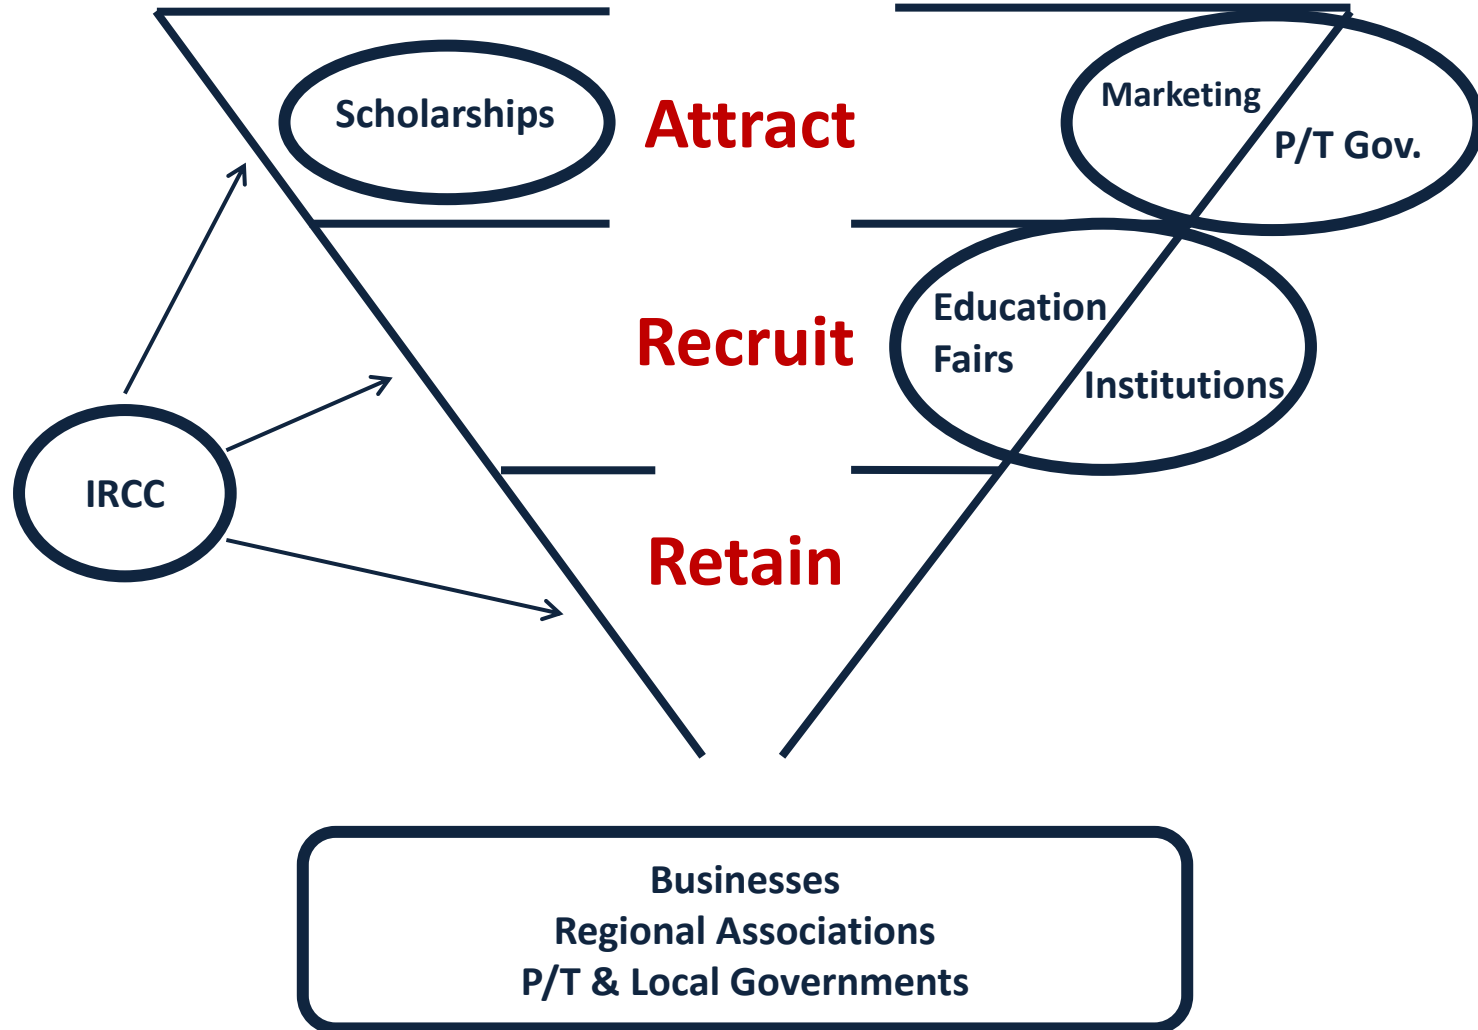 Scholarships
Attract
Marketing
P/T Gov.
Recruit
Education
Fairs
Institutions
IRCC
Retain
Businesses
Regional Associations
P/T & Local Governments